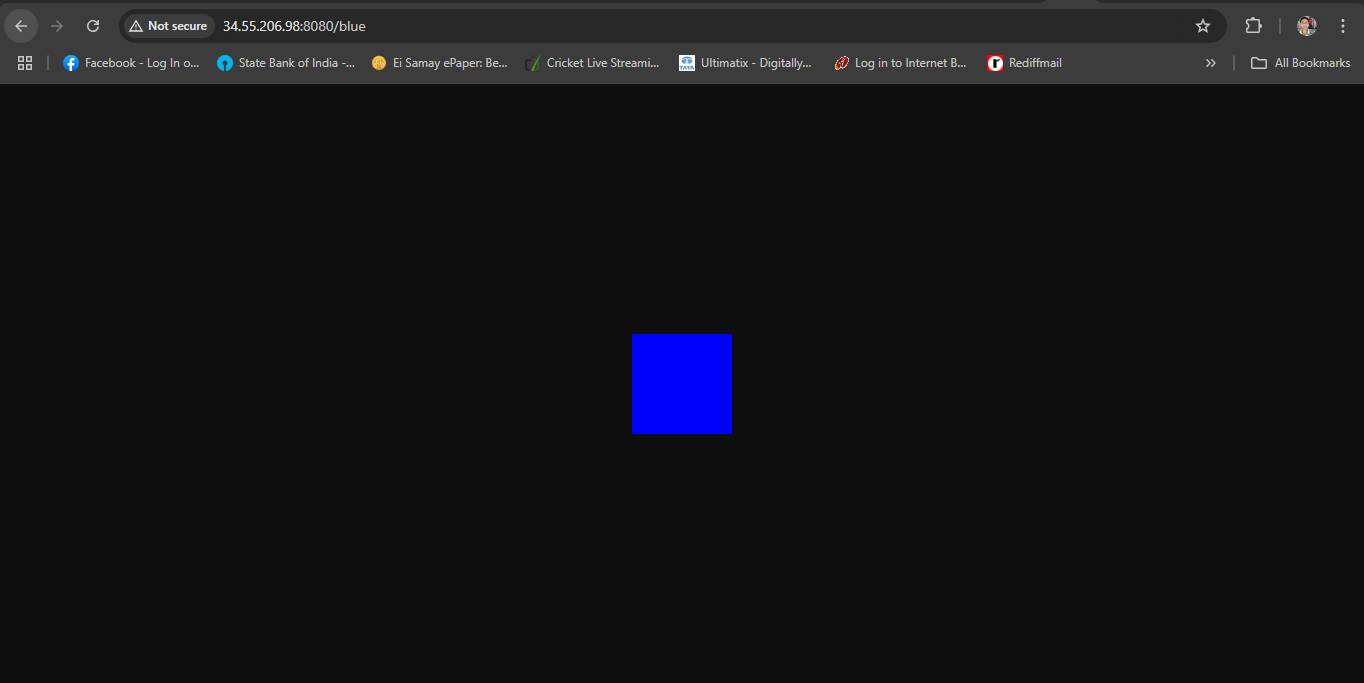 Not secure 34.55.206.98:8080/blue
Facebook - Log In o... State Bank of India -... Ei Samay ePaper: Be... Cricket Live Streami... TATA Ultimatix - Digitally... Log in to Internet B... r Rediffmail » All Bookmarks